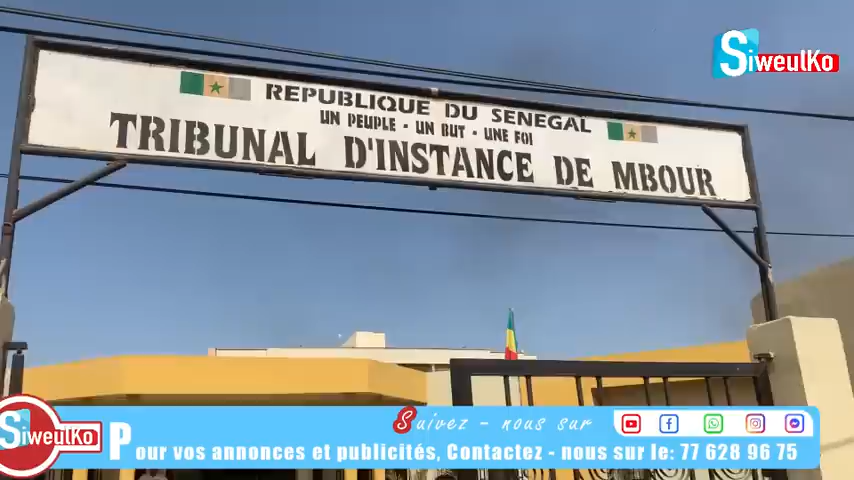 SiweulKo
REPUBLIQUE DU SENEGAL
UN PEUPLE - UN BUT - UNE FOI
TRIBUNAL D'INSTANCE DE MBOUR
Suivez - nous sur
SiweulKo
Pour vos annonces et publicités, Contactez - nous sur le: 77 628 96 75